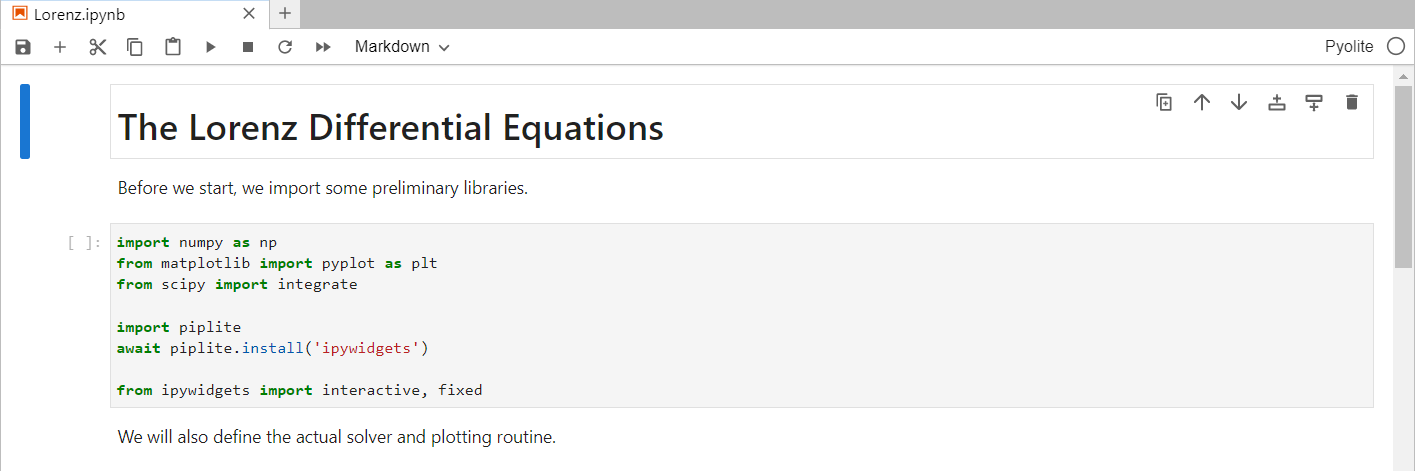 Lorenz.ipynb
Markdown
Pyolite
The Lorenz Differential Equations
Before we start, we import some preliminary libraries.
[ ]:
import numpy as np
from matplotlib import pyplot as plt
from scipy import integrate
import piplite
await piplite.install('ipywidgets')
from ipywidgets import interactive, fixed
We will also define the actual solver and plotting routine.